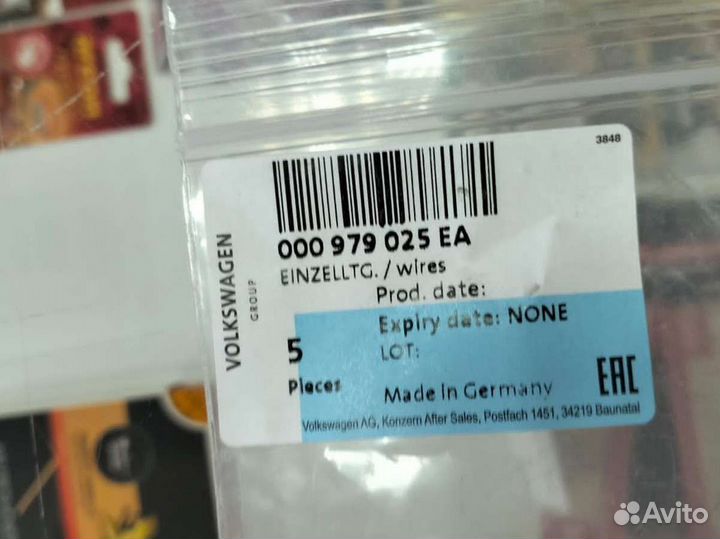 3848
VOLKSWAGEN
GROUP
000 979 025 EA
EINZELLTG. / wires
Prod. date:
Expiry date: NONE
5
LOT:
Pieces
Made in Germany
EAC
Volkswagen AG, Konzern After Sales, Postfach 1451, 34219 Baunatal
Avito